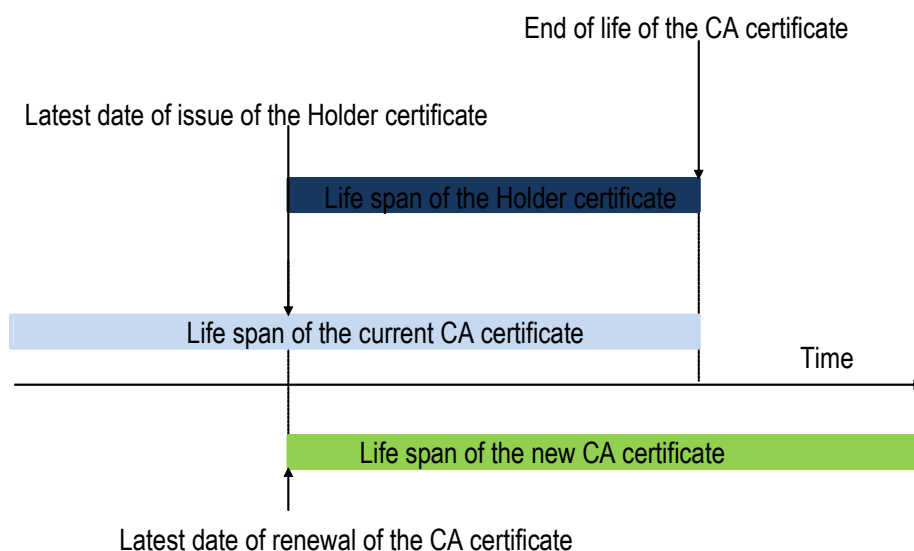 End of life of the CA certificate
Latest date of issue of the Holder certificate
Life span of the Holder certificate
Life span of the current CA certificate
Time
Life span of the new CA certificate
Latest date of renewal of the CA certificate